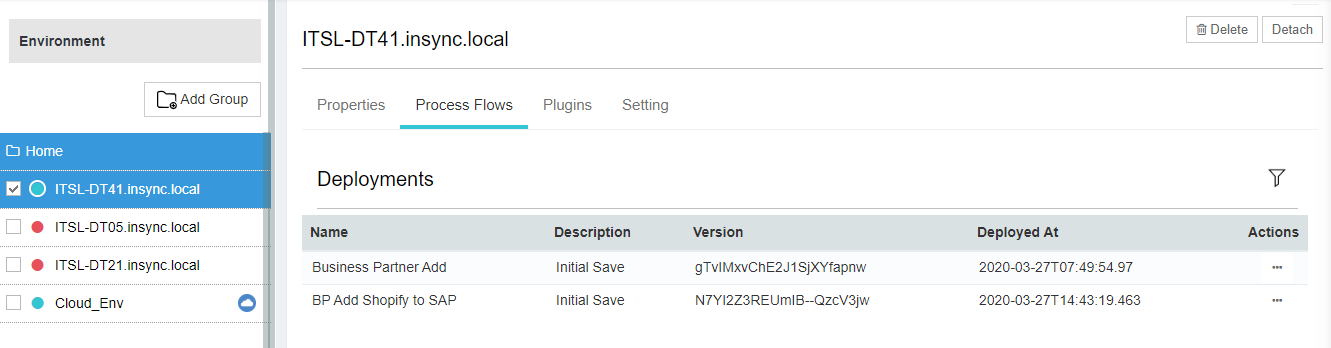 Environment
Add Group
Home
ITSL-DT41.insync.local
ITSL-DT05.insync.local
ITSL-DT21.insync.local
Cloud_Env
ITSL-DT41.insync.local
Delete Detach
Properties Process Flows Plugins Setting
Deployments
Name Description Version Deployed At Actions
Business Partner Add Initial Save gTvIMxvChE2J1SjXYfapnw 2020-03-27T07:49:54.97
BP Add Shopify to SAP Initial Save N7YI2Z3REUmIB--QzcV3jw 2020-03-27T14:43:19.463